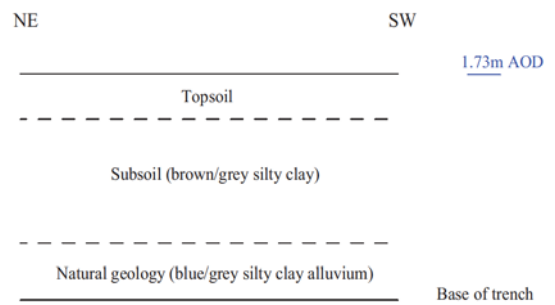 NE
SW
1.73m AOD
Topsoil
Subsoil (brown/grey silty clay)
Natural geology (blue/grey silty clay alluvium)
Base of trench